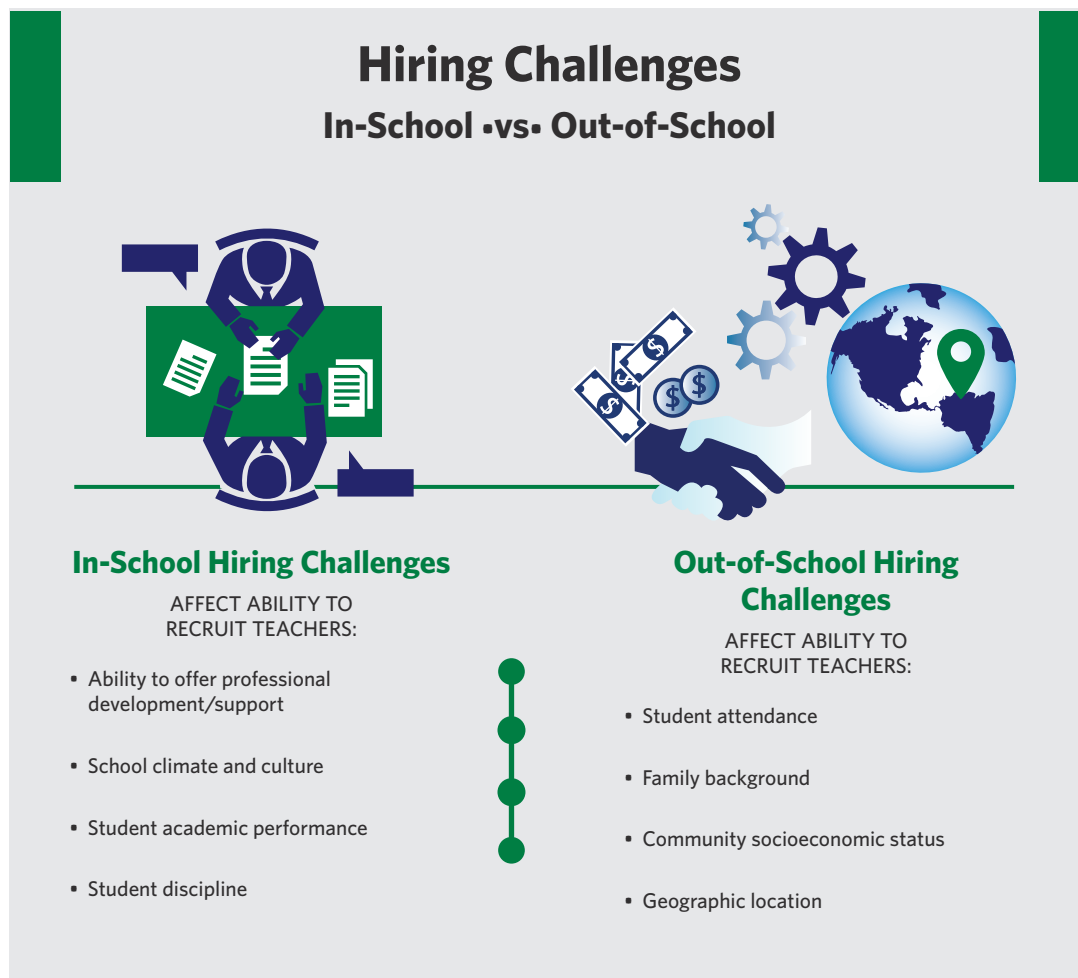 Hiring Challenges
In-School •vs• Out-of-School
$
$
$
$
$
In-School Hiring Challenges
AFFECT ABILITY TO
RECRUIT TEACHERS:
• Ability to offer professional
development/support
• School climate and culture
• Student academic performance
• Student discipline
Out-of-School Hiring
Challenges
AFFECT ABILITY TO
RECRUIT TEACHERS:
• Student attendance
• Family background
• Community socioeconomic status
• Geographic location